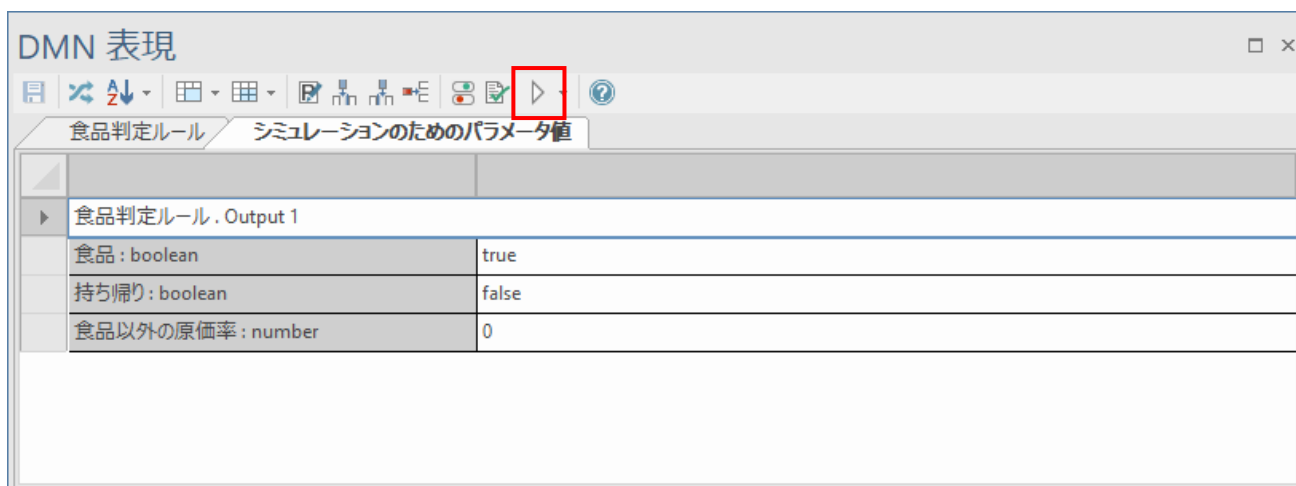 DMN 表現
食品判定ルール シミュレーションのためのパラメータ値
食品判定ルール . Output 1
食品 : boolean true
持ち帰り : boolean false
食品以外の原価率 : number 0